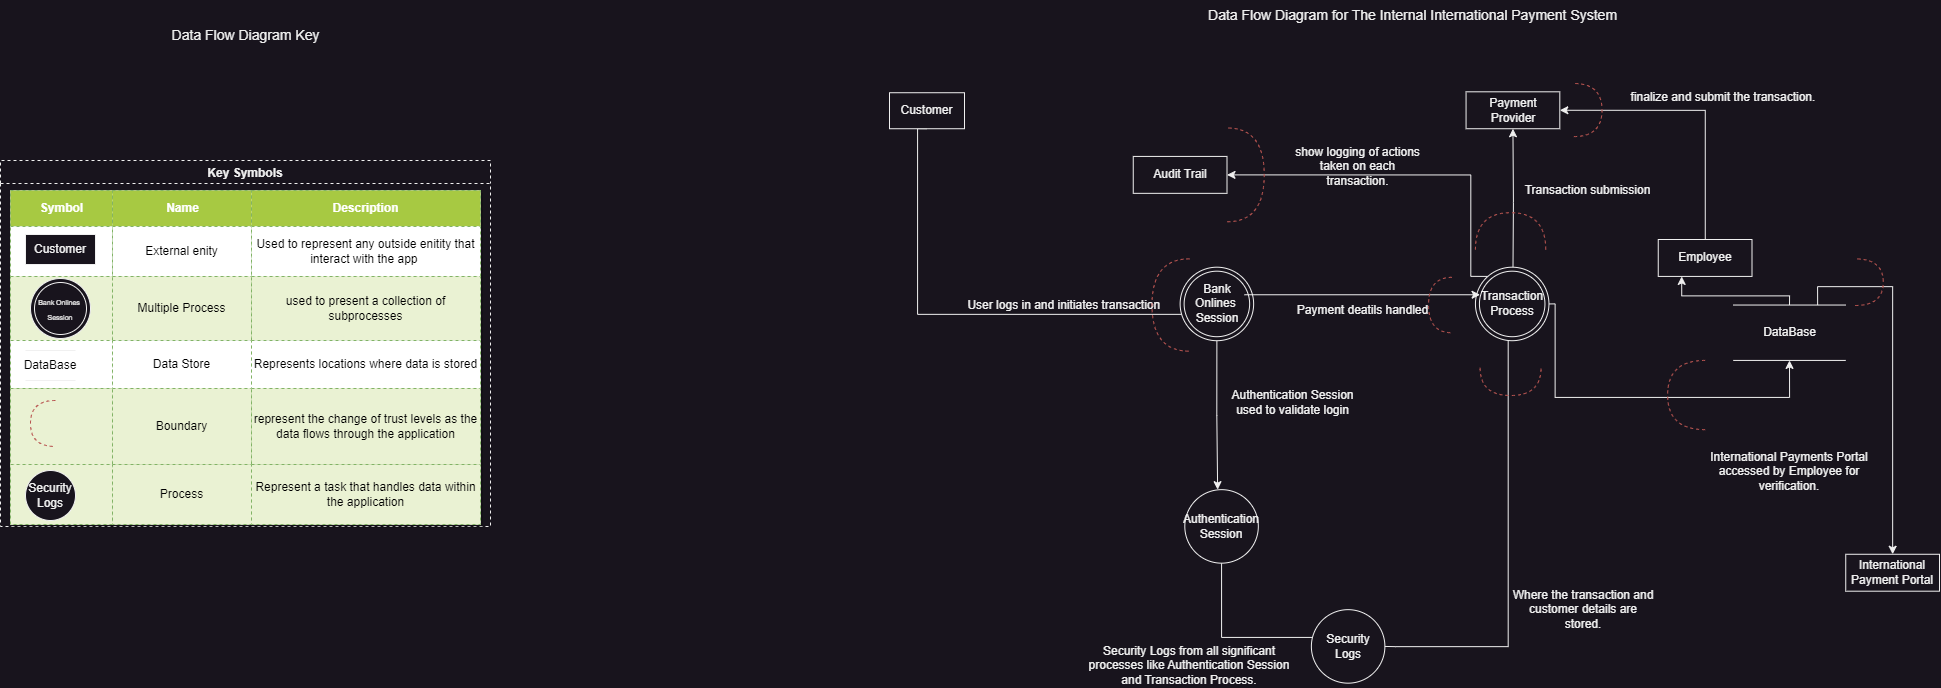 Data Flow Diagram Key
Key Symbols
Symbol
Name
Description
Customer
External enity
Used to represent any outside enitity that
interact with the app
Bank Onlines
Session
Multiple Process
used to present a collection of
subprocesses
DataBase
Data Store
Represents locations where data is stored
Boundary
represent the change of trust levels as the
data flows through the application
Security
Logs
Process
Represent a task that handles data within
the application
Data Flow Diagram for The Internal International Payment System
Customer
Payment
Provider
finalize and submit the transaction.
Audit Trail
show logging of actions
taken on each
transaction.
Transaction submission
Employee
User logs in and initiates transaction
Bank
Onlines
Session
Payment deatils handled
Transaction
Process
DataBase
Authentication Session
used to validate login
International Payments Portal
accessed by Employee for
verification.
Authentication
Session
International
Payment Portal
Where the transaction and
customer details are
stored.
Security
Logs
Security Logs from all significant
processes like Authentication Session
and Transaction Process.